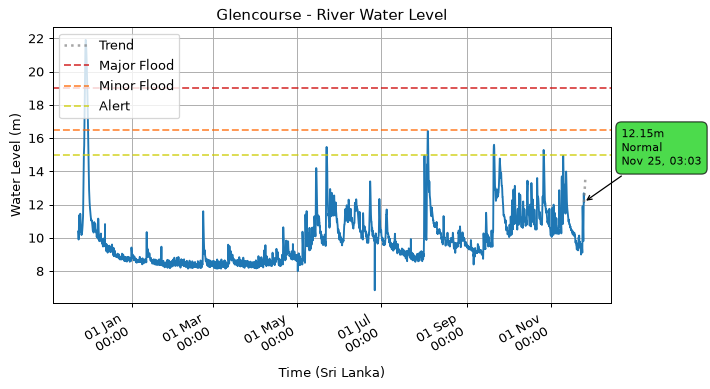 Glencourse - River Water Level
Trend
Major Flood
Minor Flood
Alert
22
20
18
16
14
12
10
8
Water Level (m)
12.15m
Normal
Nov 25, 03:03
01 Jan
00:00
01 Mar
00:00
01 May
00:00
01 Jul
00:00
01 Sep
00:00
01 Nov
00:00
Time (Sri Lanka)